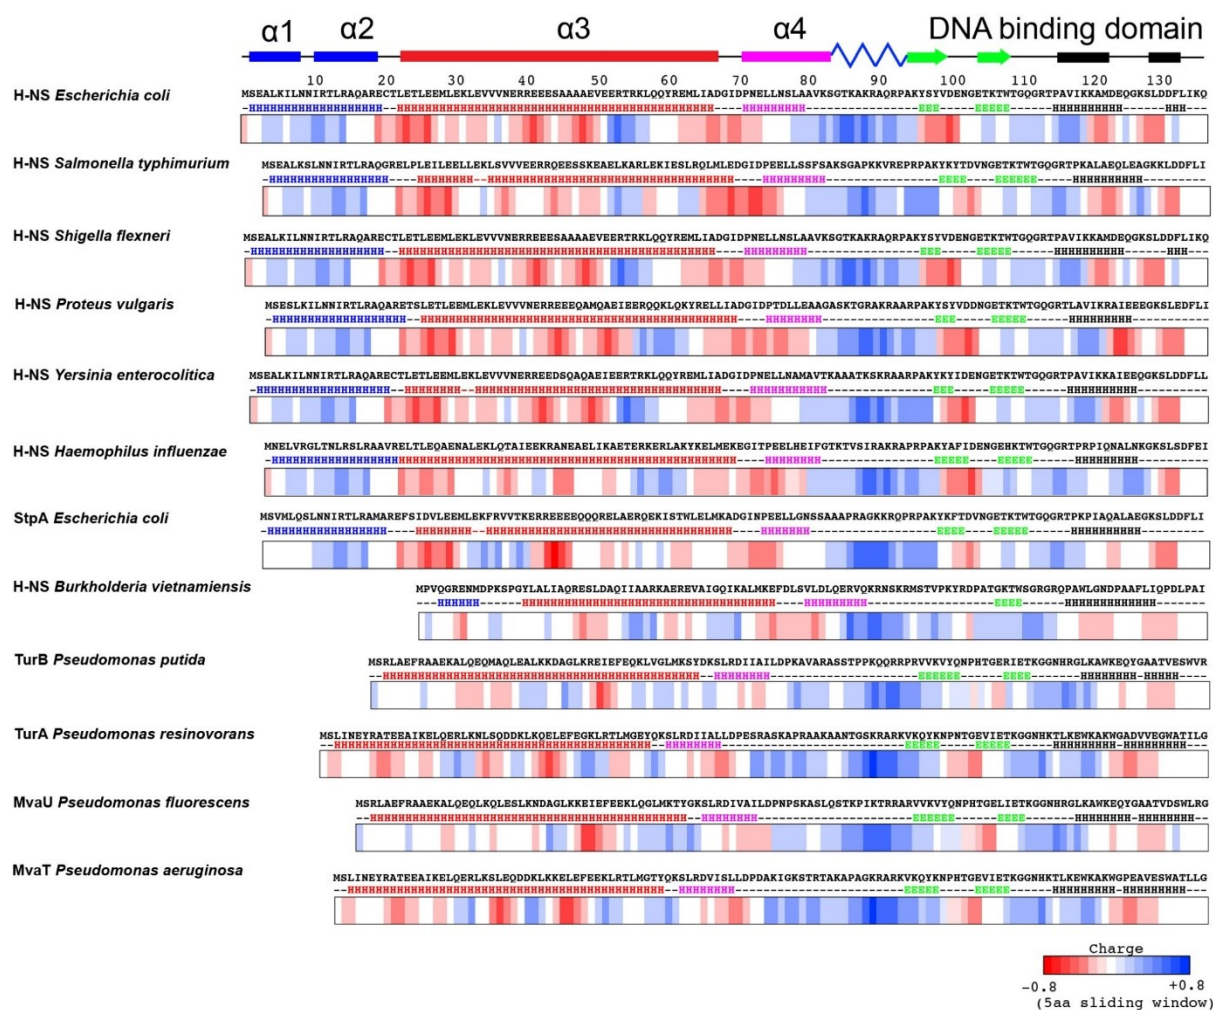 α1 α2 α3 α4 DNA binding domain
10 20 30 40 50 60 70 80 90 100 110 120 130
H-NS Escherichia coli
MSEALKILNNIRTLRAQARECTLETLEEMLEKLEVVVNERREEESAAAAEVEERTRKLQQYREMLIADGIDPNELLNSLAAVKSGTKAKRAQRPAKYSYVDENGETKTWTGQGRTPAVIKKAMDEQGKSLDDFLIKQ
H-NS Salmonella typhimurium
MSEALKSLNNIRTLRAQGRELPLEILEELLEKLSVVVEERRQEESSKEAELKARLEKIESLRQLMLEDGIDPEELLSSFSAKSGAPKKVREPRPAKYKYTDVNGETKTWTGQGRTPKALAEQLEAGKKLDDFLI
H-NS Shigella flexneri
MSEALKILNNIRTLRAQARECTLETLEEMLEKLEVVVNERREEESAAAAEVEERTRKLQQYREMLIADGIDPNELLNSLAAVKSGTKAKRAQRPAKYSYVDENGETKTWTGQGRTPAVIKKAMDEQGKSLDDFLIKQ
H-NS Proteus vulgaris
MSESLKILNNIRTLRAQARETSLETLEEMLEKLEVVVNERREEEQAMQAEIEERQQKLQKYRELLIADGIDPTDLLEAAGASKTGRAKRAARPAKYSYVDDNGETKTWTGQGRTLAVIKRAIEEEGKSLEDFLI
H-NS Yersinia enterocolitica
MSEALKILNNIRTLRAQARECTLETLEEMLEKLEVVVNERREEDSQAQAEIEERTRKLQQYREMLIADGIDPNELLNAMAVTKAAATKSKRAARPAKYKYIDENGETKTWTGQGRTPAVIKKAIEEQGKSLDDFLL
H-NS Haemophilus influenzae
MNELVRGLTNLRSLRAAVRELTLEQAENALEKLQTAIEEKRANEAELIKAETERKERLAKYKELMEKEGITPEELHEIFGTKTVSIRAKRAPRPAKYAFIDENGEHKTWTGQGRTPRPIQNALNKGKSLSDFEI
StpA Escherichia coli
MSVMLQSLNNIRTLRAMAREFSIDVLEEMLEKFRVVTKERREEEEQQQRELAERQEKISTWLELMKADGINPEELLGNSSAAAPRAGKKRQPRPAKYKFTDVNGETKTWTGQGRTPKPIAQALAEGKSLDDFLI
H-NS Burkholderia vietnamiensis
MPVQGRENMDPKSPGYLALIAQRESLDAQIIAARKAEREVAIGQIKALMKEFDLSVLDLQERVQKRNSKRMSTVPKYRDPATGKTWSGRGRQPAWLGNDPAAFLIQPDLPAI
TurB Pseudomonas putida
MSRLAEFRAAEKALQEQMAQLEALKKDAGLKREIEFEQKLVGLMKSYDKSLRDIIAILDPKAVARASSTPPKQQRRPRVVKVYQNPHTGERIETKGGNHRGLKAWKEQYGAATVESWVR
TurA Pseudomonas resinovorans
MSLINEYRATEEAIKELQERLKNLSQDDKLKQELEFEGKLRTLMGEYQKSLRDIIALLDPESRASKAPRAAKAANTGSKRARKVKQYKNPNTGEVIETKGGNHKTLKEWKAKWGADVVEGWATILG
MvaU Pseudomonas fluorescens
MSRLAEFRAAEKALQEQLKQLESLKNDAGLKKEIEFEEKLQGLMKTYGKSLRDIVAILDPNPSKASLQSTKPIKTRRARVVKVYQNPHTGELIETKGGNHRGLKAWKEQYGAATVDSWLRG
MvaT Pseudomonas aeruginosa
MSLINEYRATEEAIKELQERLKSLEQDDKLKKELEFEEKLRTLMGTYQKSLRDVISLLDPDAKIGKSTRTAKAPAGKRARKVKQYKNPHTGEVIETKGGNHKTLKEWKAKWGPEAVESWATLLG
Charge
-0.8 +0.8
(5aa sliding window)